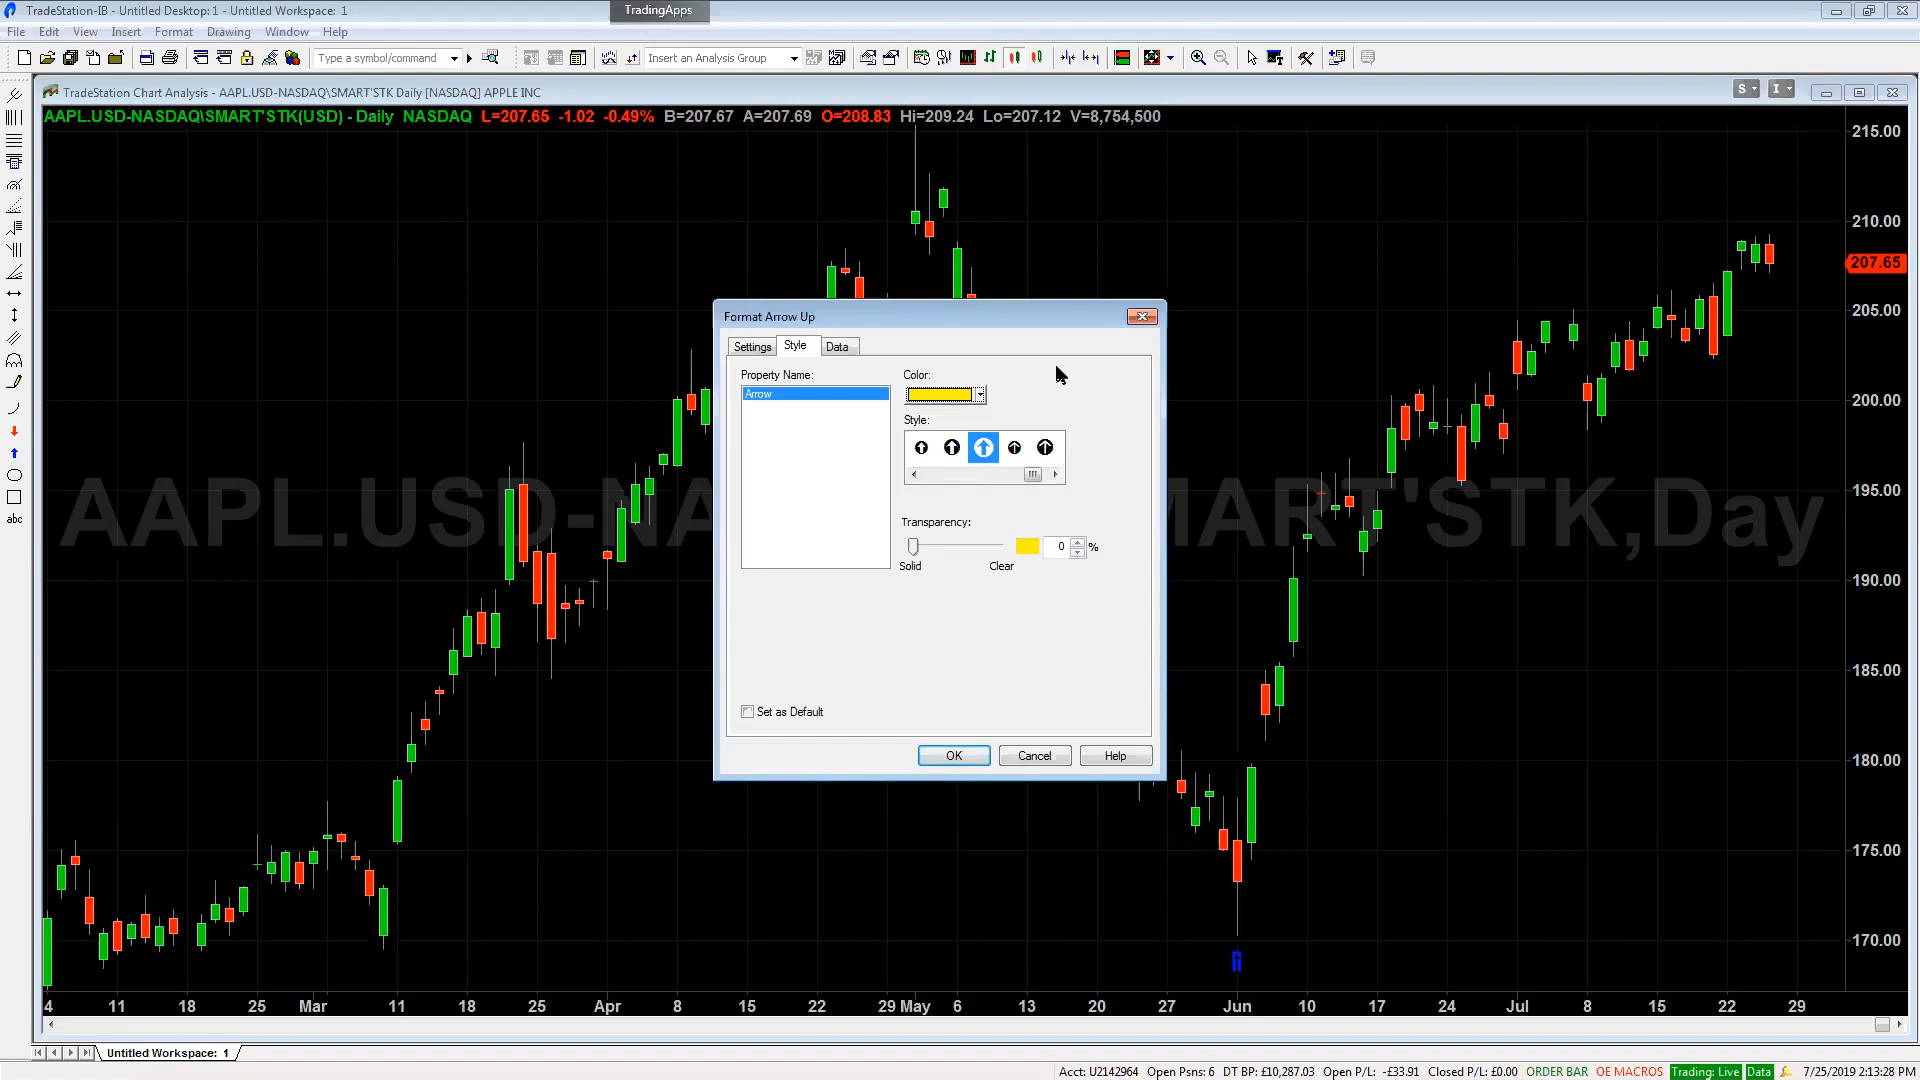 TradeStation-IB - Untitled Desktop: 1 - Untitled Workspace: 1
TradingApps
File Edit View Insert Format Drawing Window Help
Type a symbol/command
Insert an Analysis Group
TradeStation Chart Analysis - AAPL.USD-NASDAQ\SMART'STK Daily [NASDAQ] APPLE INC
S
I
AAPL.USD-NASDAQ\SMART'STK(USD) - Daily NASDAQ L=207.65 -1.02 -0.49% B=207.67 A=207.69 O=208.83 Hi=209.24 Lo=207.12 V=8,754,500
215.00
210.00
207.65
205.00
200.00
195.00
190.00
185.00
180.00
175.00
170.00
Format Arrow Up
Settings Style Data
Property Name:
Color:
Arrow
Style:
Transparency:
0 %
Solid Clear
Set as Default
OK Cancel Help
AAPL.USD-NA
MART'STK,Day
abc
4 11 18 25 Mar 11 18 25 Apr 8 15 22 29 May 6 13 20 27 Jun 10 17 24 Jul 8 15 22 29
Untitled Workspace: 1
Acct: U2142964 Open Psns: 6 DT BP: £10,287.03 Open P/L: -£33.91 Closed P/L: £0.00 ORDER BAR OE MACROS Trading: Live Data 7/25/2019 2:13:28 PM